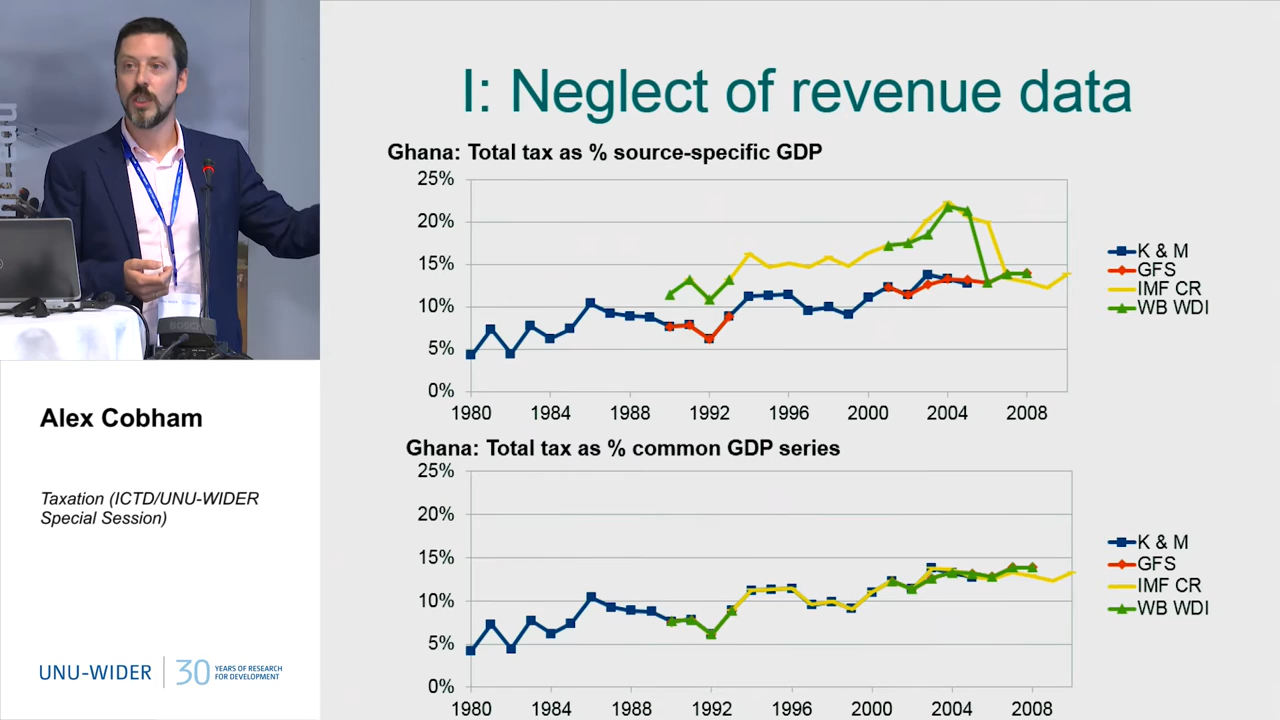 I: Neglect of revenue data
Ghana: Total tax as % source-specific GDP
25%
20%
15%
10%
5%
0%
1980 1984 1988 1992 1996 2000 2004 2008
K & M
GFS
IMF CR
WB WDI
Ghana: Total tax as % common GDP series
25%
20%
15%
10%
5%
0%
1980 1984 1988 1992 1996 2000 2004 2008
K & M
GFS
IMF CR
WB WDI
Alex Cobham
Taxation (ICTD/UNU-WIDER
Special Session)
UNU-WIDER
30
YEARS OF RESEARCH
FOR DEVELOPMENT